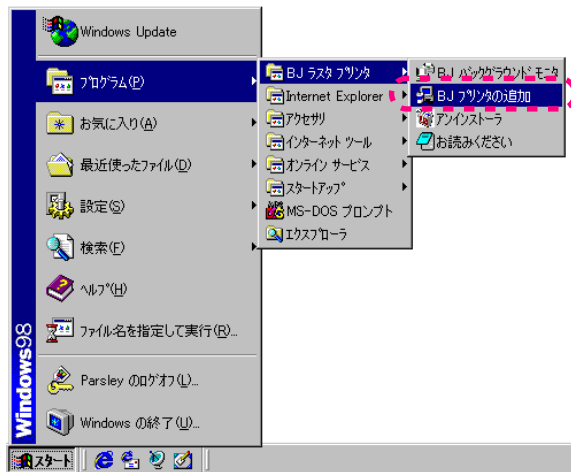 Windows Update
プログラム(P)
お気に入り(A)
最近使ったファイル(D)
設定(S)
検索(F)
ヘルプ(H)
ファイル名を指定して実行(R)...
Parsley のログオフ(L)...
Windows の終了(U)...
Windows98
スタート
BJ ラスタ プリンタ
Internet Explorer
アクセサリ
インターネット ツール
オンライン サービス
スタートアップ
MS-DOS プロンプト
エクスプローラ
BJ バックグラウンド モニタ
BJ プリンタの追加
アンインストーラ
お読みください